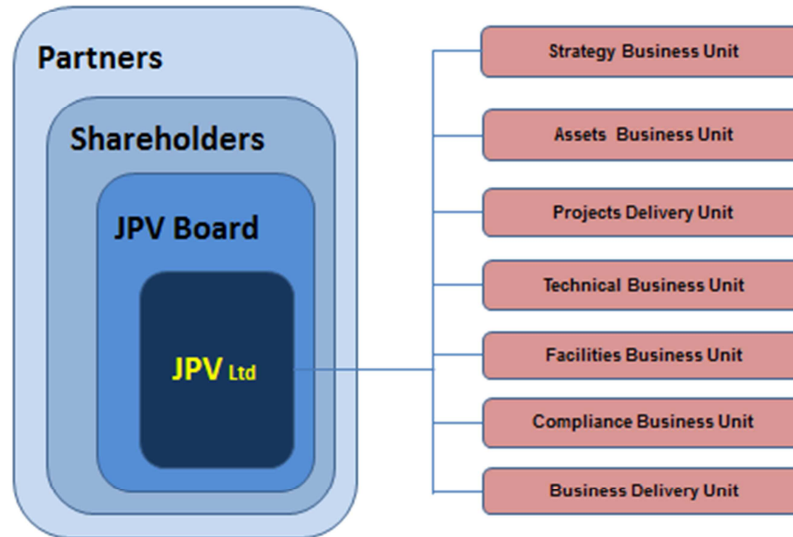 Partners
Shareholders
JPV Board
JPV Ltd
Strategy Business Unit
Assets Business Unit
Projects Delivery Unit
Technical Business Unit
Facilities Business Unit
Compliance Business Unit
Business Delivery Unit